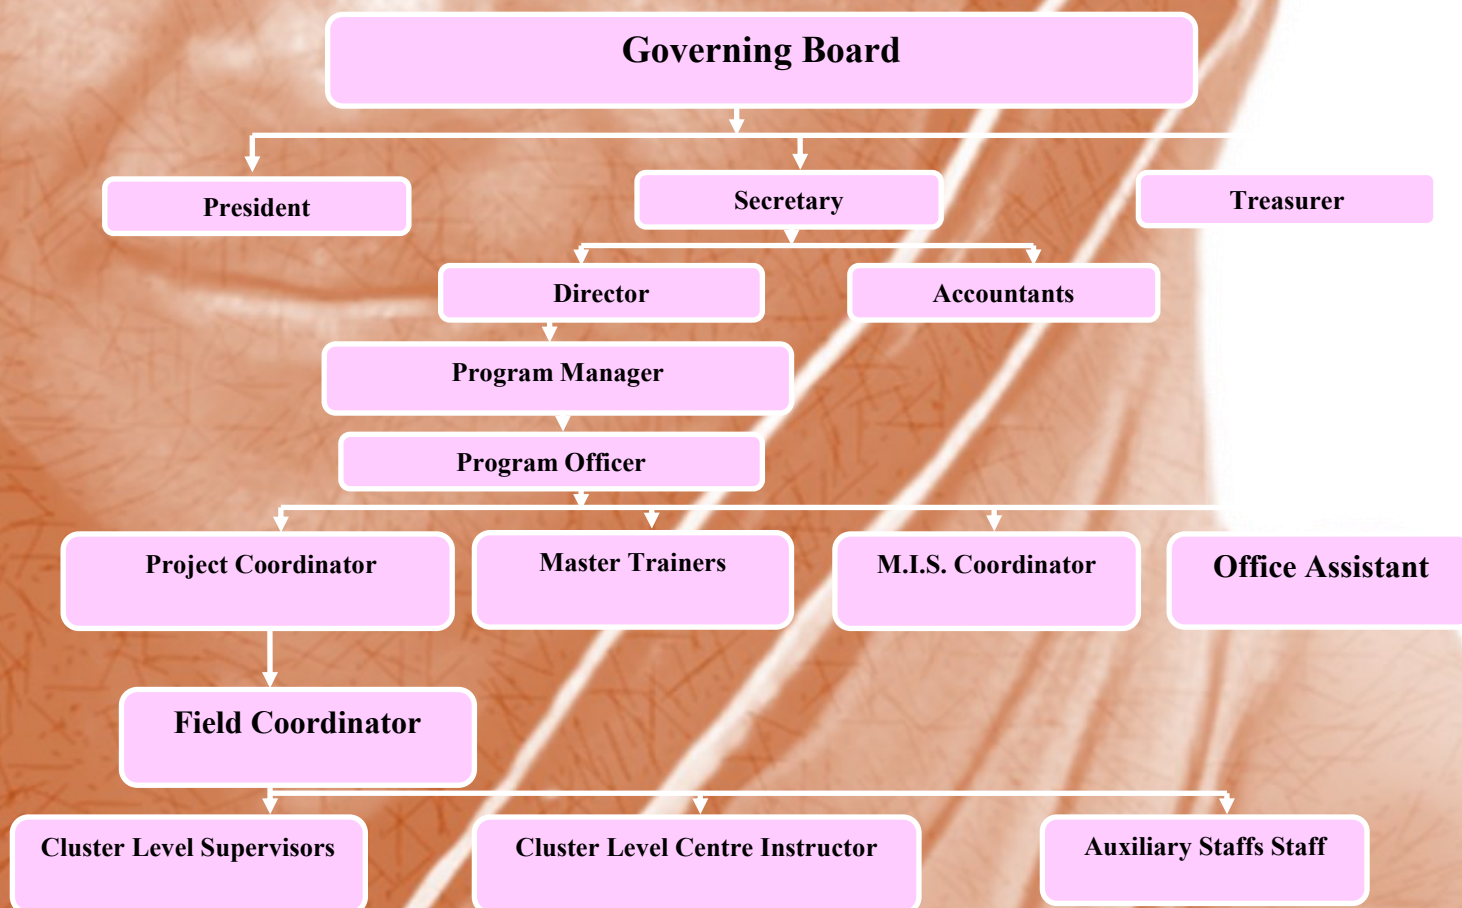 Governing Board
President
Secretary
Treasurer
Director
Accountants
Program Manager
Program Officer
Project Coordinator
Master Trainers
M.I.S. Coordinator
Office Assistant
Field Coordinator
Cluster Level Supervisors
Cluster Level Centre Instructor
Auxiliary Staffs Staff